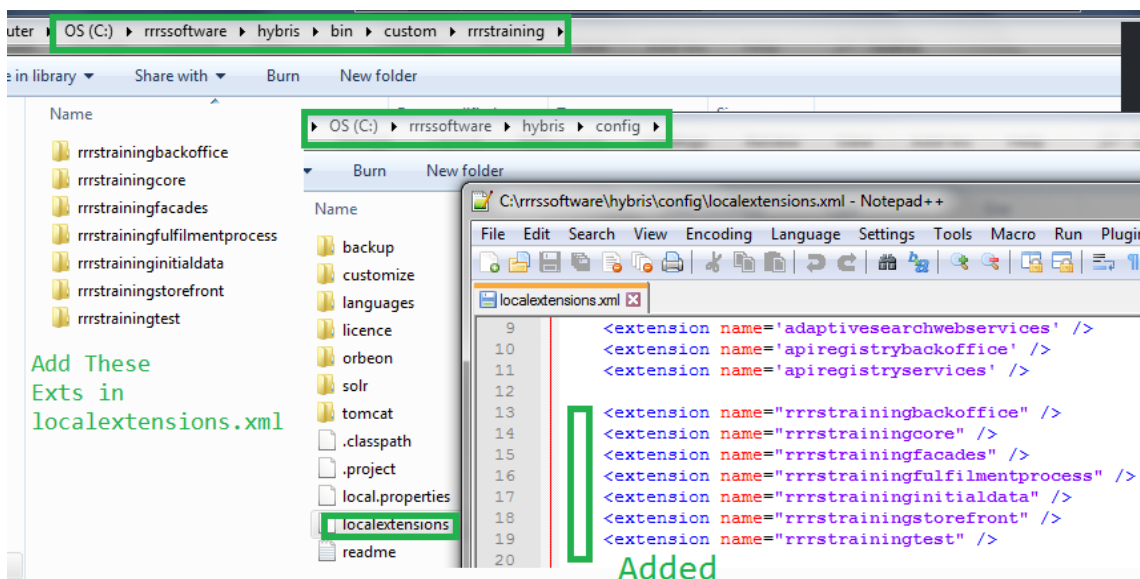 uter ▸ OS (C:) ▸ rrrssoftware ▸ hybris ▸ bin ▸ custom ▸ rrrstraining ▸
e in library ▾ Share with ▾ Burn New folder
Name
rrrstrainingbackoffice
rrrstrainingcore
rrrstrainingfacades
rrrstrainingfulfilmentprocess
rrrstraininginitialdata
rrrstrainingstorefront
rrrstrainingtest
Add These
Exts in
localextensions.xml
▸ OS (C:) ▸ rrrssoftware ▸ hybris ▸ config ▸
▾ Burn New folder
Name
backup
customize
languages
licence
orbeon
solr
tomcat
.classpath
.project
local.properties
localextensions
readme
C:\rrrssoftware\hybris\config\localextensions.xml - Notepad++
File Edit Search View Encoding Language Settings Tools Macro Run Plugin
localextensions.xml
9 <extension name='adaptivesearchwebservices' />
10 <extension name='apiregistrybackoffice' />
11 <extension name='apiregistryservices' />
12
13 <extension name="rrrstrainingbackoffice" />
14 <extension name="rrrstrainingcore" />
15 <extension name="rrrstrainingfacades" />
16 <extension name="rrrstrainingfulfilmentprocess" />
17 <extension name="rrrstraininginitialdata" />
18 <extension name="rrrstrainingstorefront" />
19 <extension name="rrrstrainingtest" />
20
Added